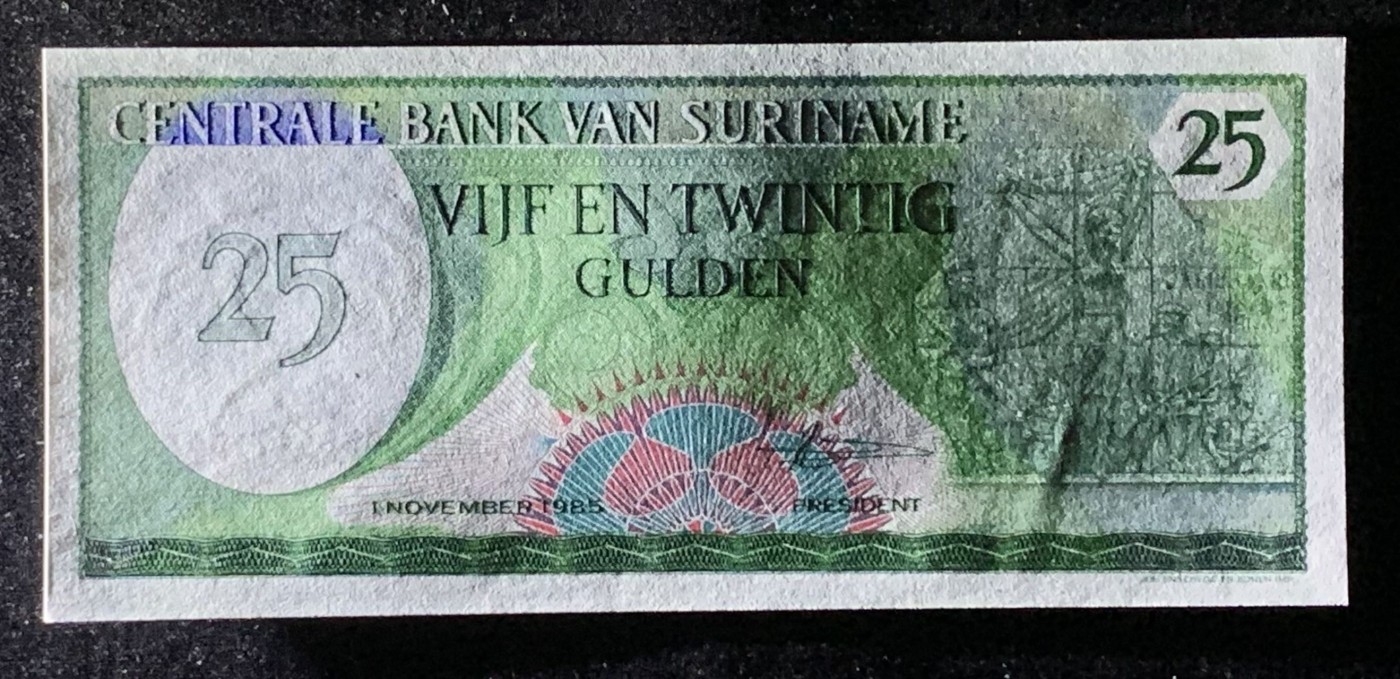 CENTRALE BANK VAN SURINAME
25
VIJF EN TWINTIG
GULDEN
25
1 NOVEMBER 1985
PRESIDENT